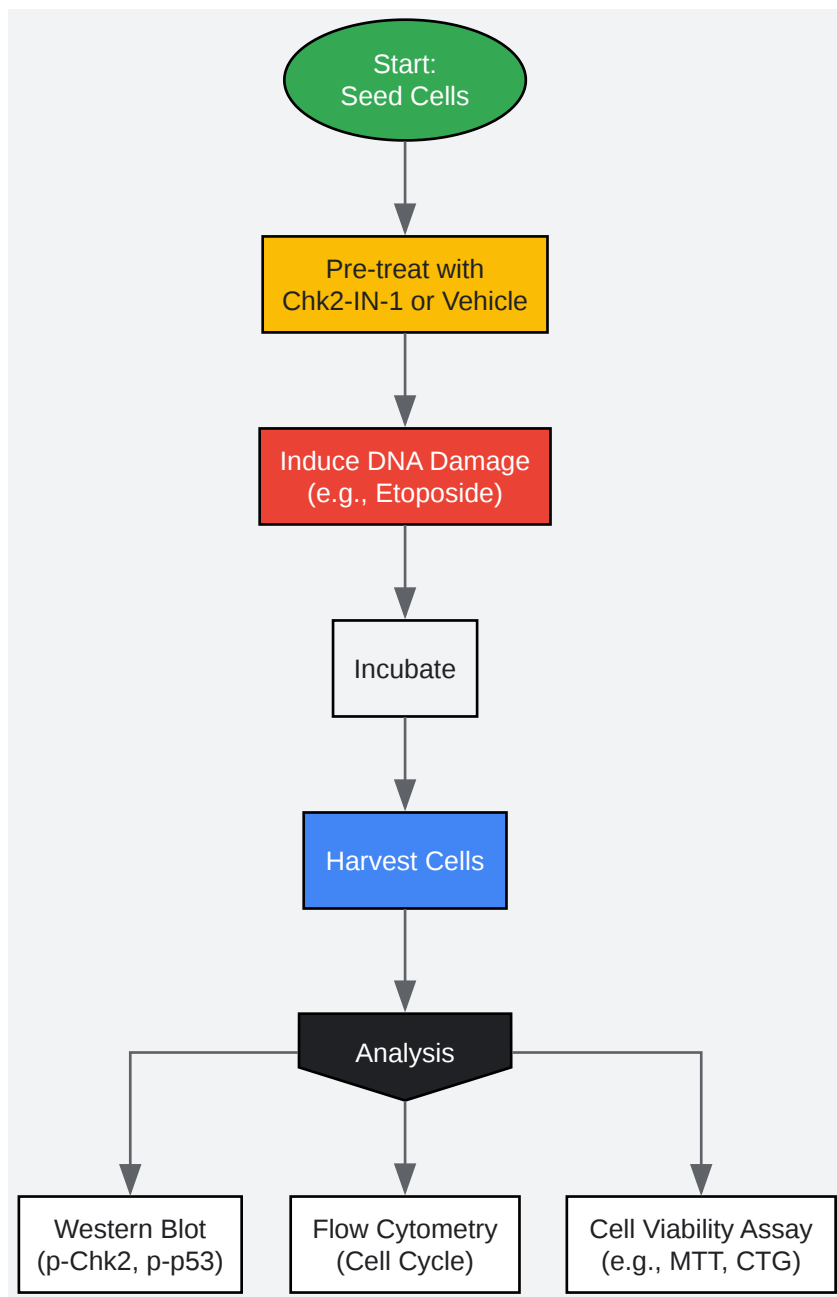 Start:
Seed Cells
Pre-treat with
Chk2-IN-1 or Vehicle
Induce DNA Damage
(e.g., Etoposide)
Incubate
Harvest Cells
Analysis
Western Blot
(p-Chk2, p-p53)
Flow Cytometry
(Cell Cycle)
Cell Viability Assay
(e.g., MTT, CTG)